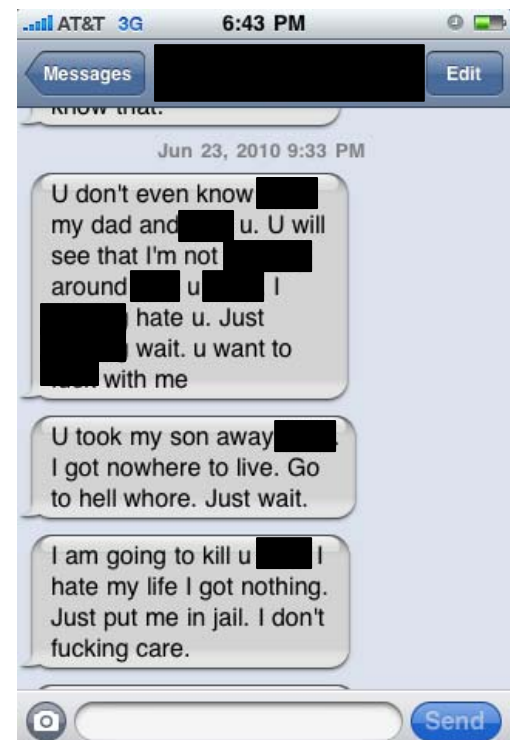 AT&T 3G 6:43 PM
Messages Edit
know that.
Jun 23, 2010 9:33 PM
U don't even know
my dad and u. U will
see that I'm not
around u I
hate u. Just
wait. u want to
with me
U took my son away .
I got nowhere to live. Go
to hell whore. Just wait.
I am going to kill u I
hate my life I got nothing.
Just put me in jail. I don't
fucking care.
Send